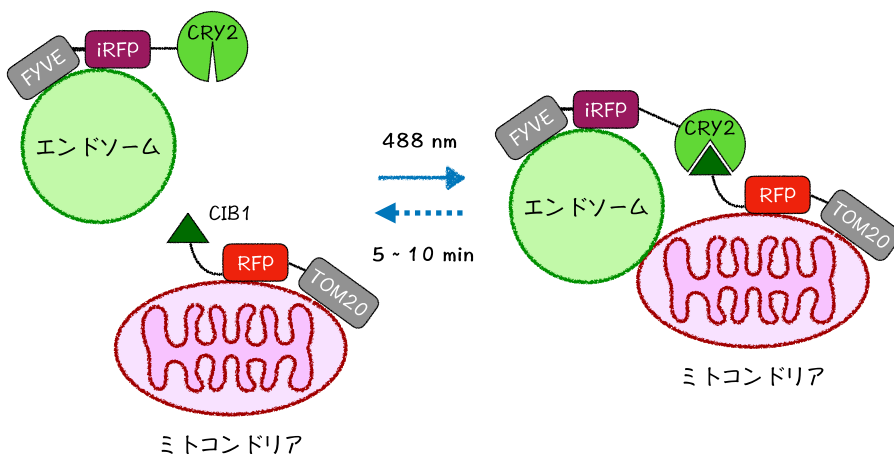 FYVE
iRFP
CRY2
エンドソーム
CIB1
RFP
TOM20
ミトコンドリア
488 nm
5 ~ 10 min
FYVE
iRFP
CRY2
エンドソーム
RFP
TOM20
ミトコンドリア